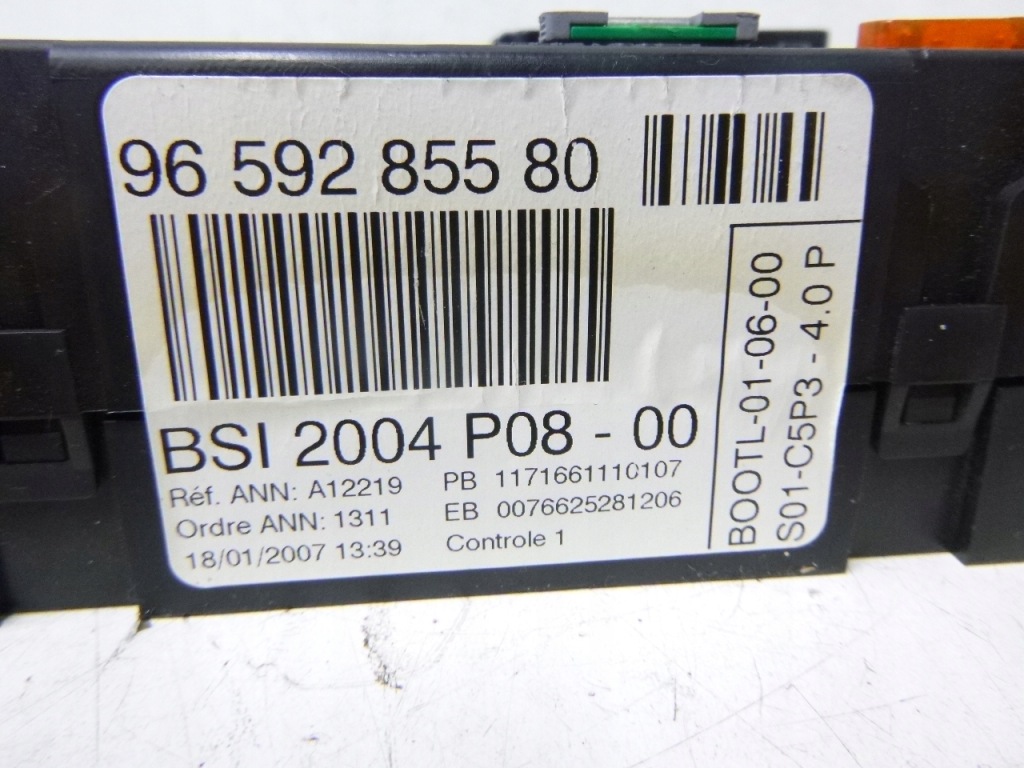 96 592 855 80
BSI 2004 P08 - 00
Réf. ANN: A12219
Ordre ANN: 1311
18/01/2007 13:39
PB 1171661110107
EB 0076625281206
Controle 1
BOOTL-01-06-00
S01-C5P3 - 4.0 P